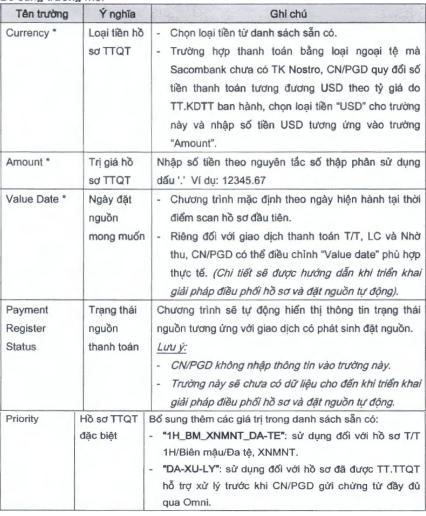 Tên trường
Ý nghĩa
Ghi chú
Currency *
Loại tiền hồ
sơ TTQT
- Chọn loại tiền từ danh sách sẵn có.
- Trường hợp thanh toán bằng loại ngoại tệ mà
Sacombank chưa có TK Nostro, CN/PGD quy đổi số
tiền thanh toán tương đương USD theo tỷ giá do
TT.KDTT ban hành, chọn loại tiền "USD" cho trường
này và nhập số tiền USD tương ứng vào trường
"Amount".
Amount *
Trị giá hồ
sơ TTQT
Nhập số tiền theo nguyên tắc số thập phân sử dụng
dấu '.' Ví dụ: 12345.67
Value Date *
Ngày đặt
nguồn
mong muốn
- Chương trình mặc định theo ngày hiện hành tại thời
điểm scan hồ sơ đầu tiên.
- Riêng đối với giao dịch thanh toán T/T, LC và Nhờ
thu, CN/PGD có thể điều chỉnh "Value date" phù hợp
thực tế. (Chi tiết sẽ được hướng dẫn khi triển khai
giải pháp điều phối hồ sơ và đặt nguồn tự động).
Payment
Register
Status
Trạng thái
nguồn
thanh toán
Chương trình sẽ tự động hiển thị thông tin trạng thái
nguồn tương ứng với giao dịch có phát sinh đặt nguồn.
Lưu ý:
- CN/PGD không nhập thông tin vào trường này.
- Trường này sẽ chưa có dữ liệu cho đến khi triển khai
giải pháp điều phối hồ sơ và đặt nguồn tự động.
Priority
Hồ sơ TTQT
đặc biệt
Bổ sung thêm các giá trị trong danh sách sẵn có:
- "1H_BM_XNMNT_DA-TE": sử dụng đối với hồ sơ T/T
1H/Biên mậu/Đa tệ, XNMNT.
- "DA-XU-LY": sử dụng đối với hồ sơ đã được TT.TTQT
hỗ trợ xử lý trước khi CN/PGD gửi chứng từ đầy đủ
qua Omni.